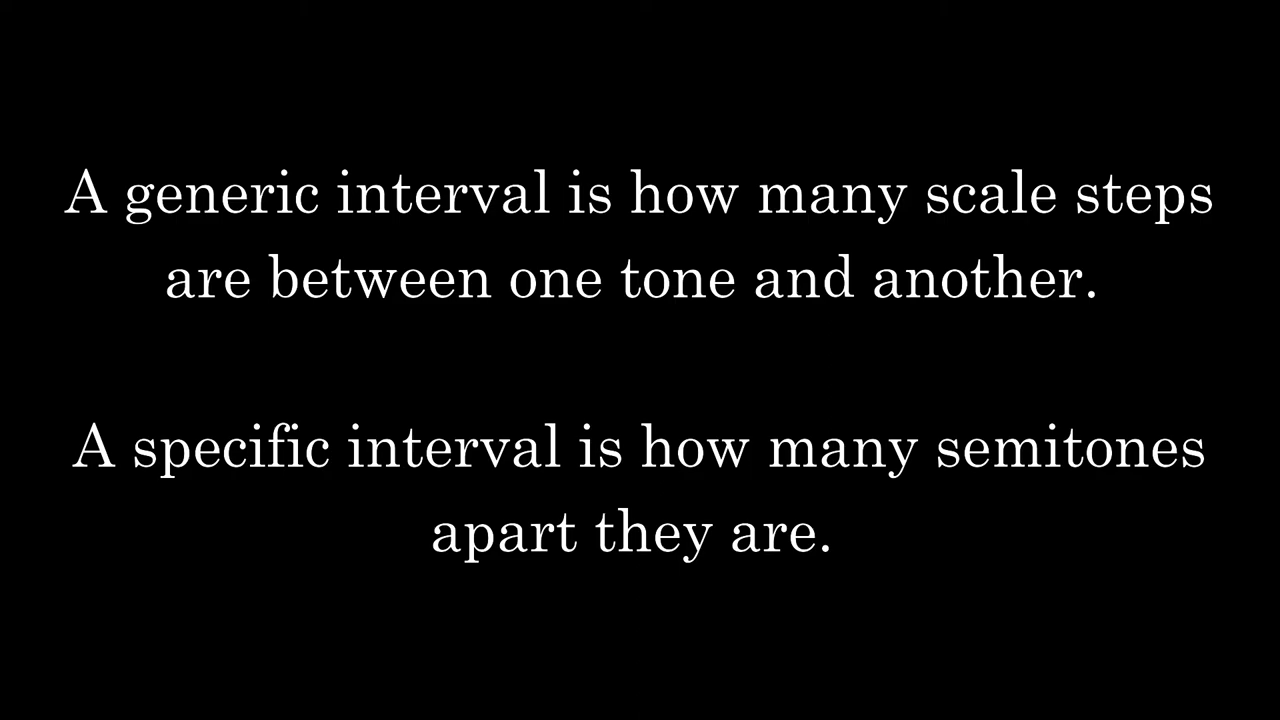 A generic interval is how many scale steps
are between one tone and another.
A specific interval is how many semitones
apart they are.